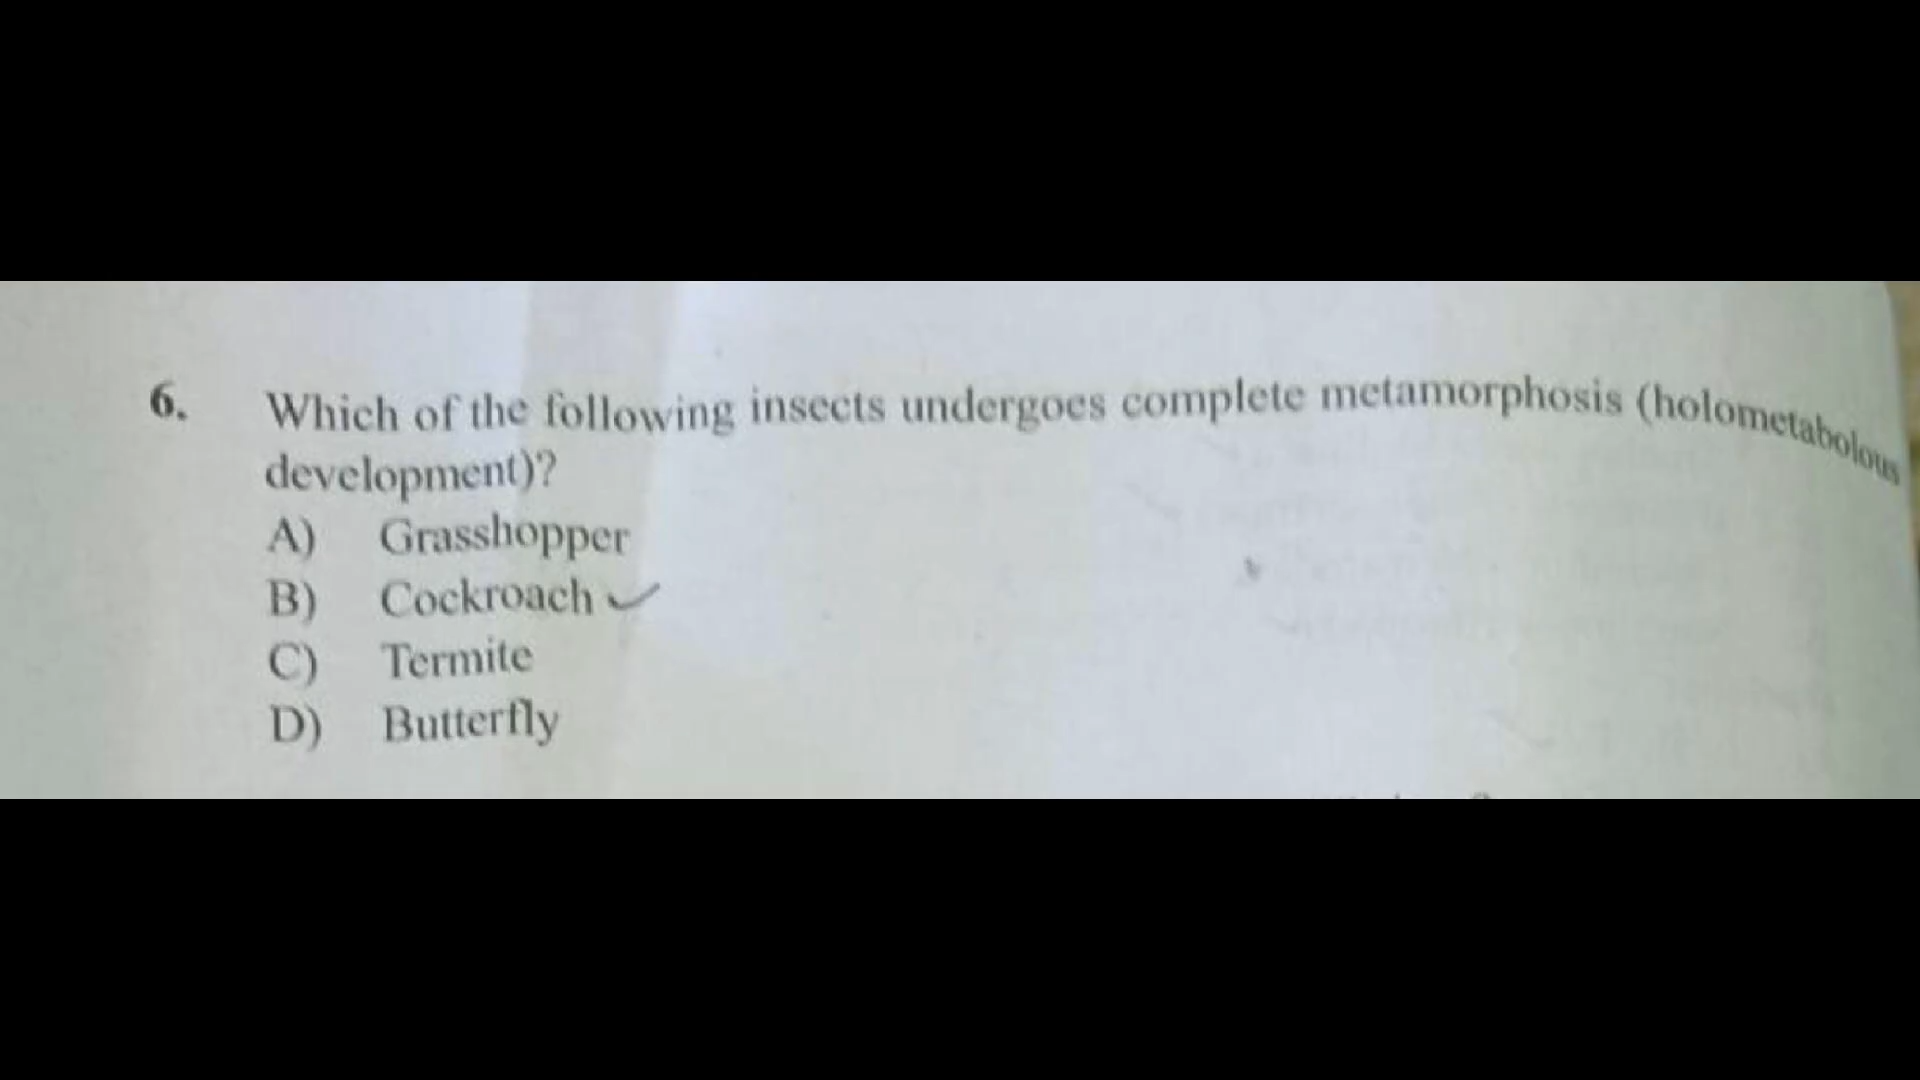 6. Which of the following insects undergoes complete metamorphosis (holometabolous
development)?
A) Grasshopper
B) Cockroach ✓
C) Termite
D) Butterfly